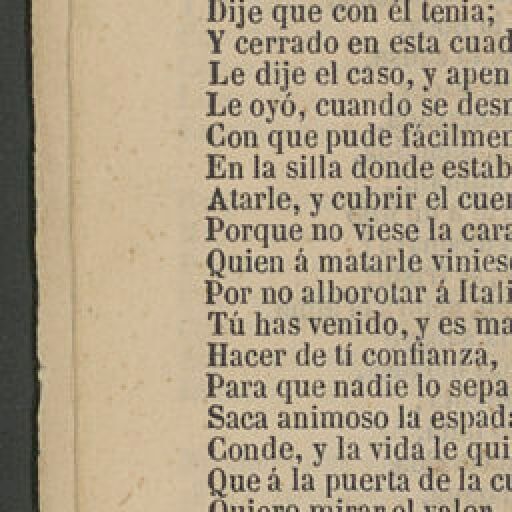 Dije que con él tenia;
Y cerrado en esta cuad
Le dije el caso, y apen
Le oyó, cuando se desm
Con que pude fácilmen
En la silla donde estab
Atarle, y cubrir el cuer
Porque no viese la cara
Quien á matarle viniese
Por no alborotar á Itali
Tú has venido, y es ma
Hacer de tí confianza,
Para que nadie lo sepa
Saca animoso la espada
Conde, y la vida le qui
Que á la puerta de la cu
Quiero mirar el valor